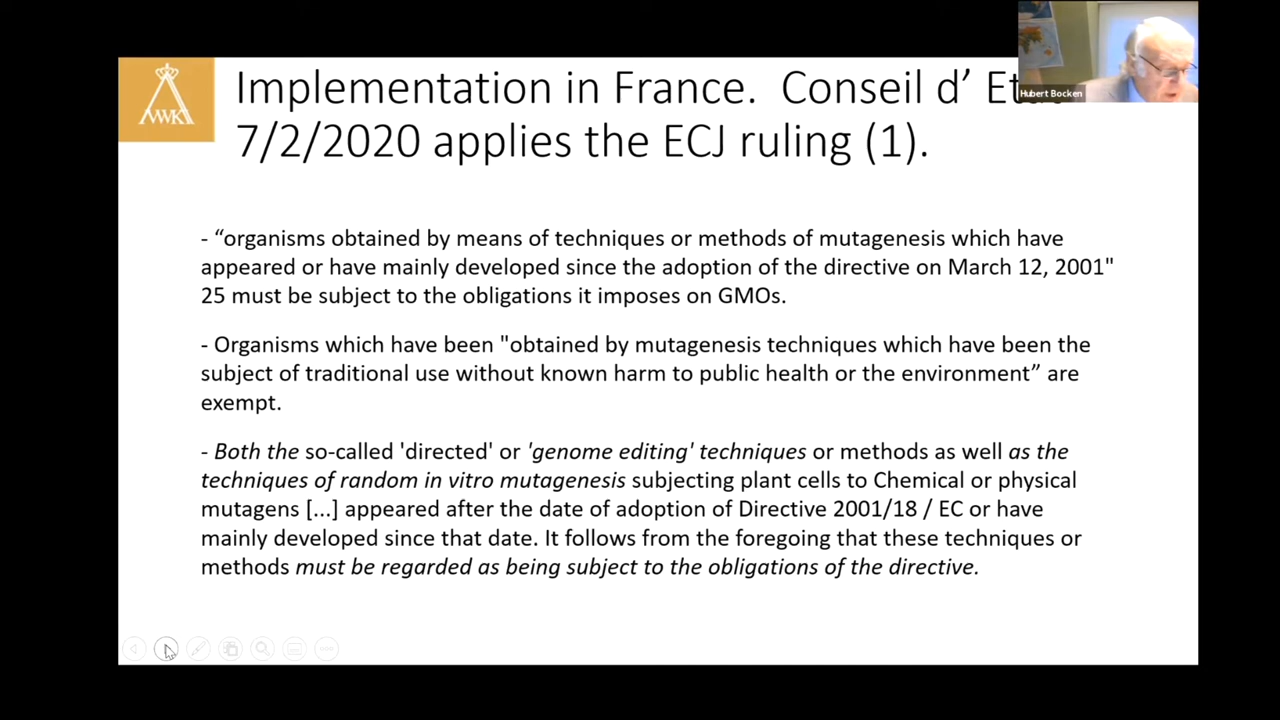 Implementation in France. Conseil d’
Hubert Bocken
7/2/2020 applies the ECJ ruling (1).
- “organisms obtained by means of techniques or methods of mutagenesis which have
appeared or have mainly developed since the adoption of the directive on March 12, 2001"
25 must be subject to the obligations it imposes on GMOs.
- Organisms which have been "obtained by mutagenesis techniques which have been the
subject of traditional use without known harm to public health or the environment” are
exempt.
- Both the so-called 'directed' or 'genome editing' techniques or methods as well as the
techniques of random in vitro mutagenesis subjecting plant cells to Chemical or physical
mutagens [...] appeared after the date of adoption of Directive 2001/18 / EC or have
mainly developed since that date. It follows from the foregoing that these techniques or
methods must be regarded as being subject to the obligations of the directive.